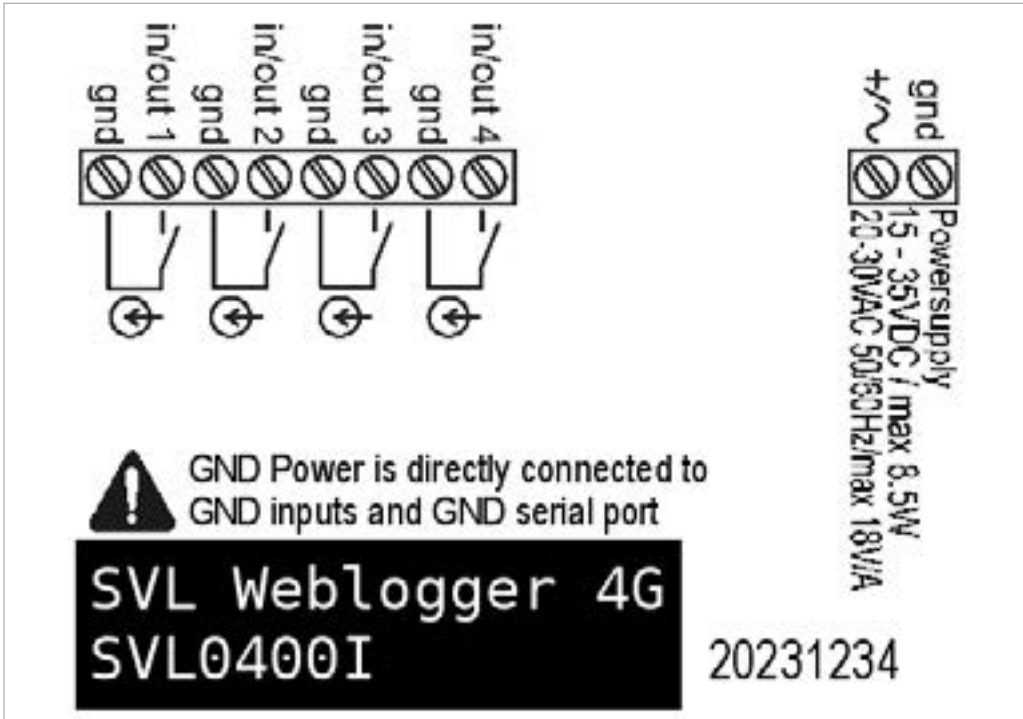 gnd
in/out 1
gnd
in/out 2
gnd
in/out 3
gnd
in/out 4
+/~
gnd
Powersupply
15 - 35VDC / max 8.5W
20-30VAC 50/60Hz/max 18V/A
GND Power is directly connected to
GND inputs and GND serial port
SVL Weblogger 4G
SVL0400I
20231234